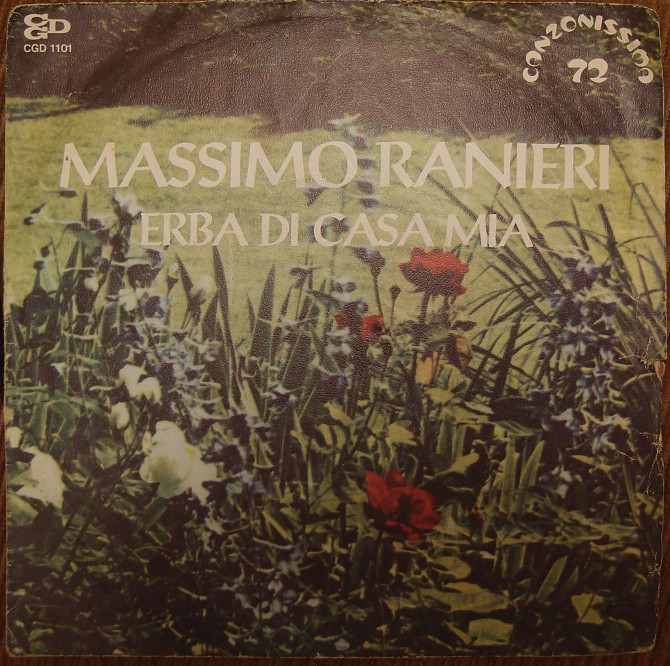 CGD
CGD 1101
CANZONISSIMA
72
MASSIMO RANIERI
ERBA DI CASA MIA